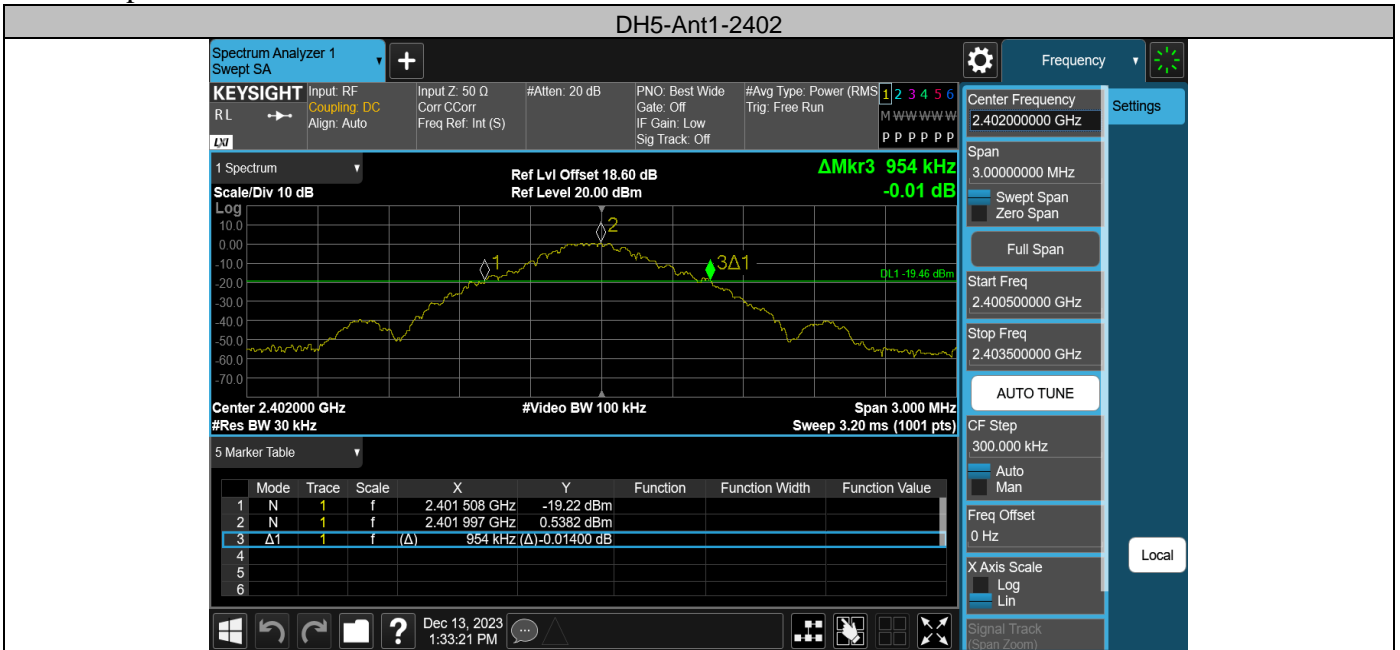 DH5-Ant1-2402
Spectrum Analyzer 1
Swept SA
Frequency
KEYSIGHT
RL
LXI
Input: RF
Coupling: DC
Align: Auto
Input Z: 50 Ω
Corr CCorr
Freq Ref: Int (S)
#Atten: 20 dB
PNO: Best Wide
Gate: Off
IF Gain: Low
Sig Track: Off
#Avg Type: Power (RMS
Trig: Free Run
1 2 3 4 5 6
M W W W W W
P P P P P P
1 Spectrum
Scale/Div 10 dB
Ref Lvl Offset 18.60 dB
Ref Level 20.00 dBm
ΔMkr3 954 kHz
-0.01 dB
Log
10.0
0.00
-10.0
-20.0
-30.0
-40.0
-50.0
-60.0
-70.0
1
2
3Δ1
DL1 -19.46 dBm
Center 2.402000 GHz
#Video BW 100 kHz
Span 3.000 MHz
#Res BW 30 kHz
Sweep 3.20 ms (1001 pts)
5 Marker Table
Mode Trace Scale X Y Function Function Width Function Value
1 N 1 f 2.401 508 GHz -19.22 dBm
2 N 1 f 2.401 997 GHz 0.5382 dBm
3 Δ1 1 f (Δ) 954 kHz (Δ) -0.01400 dB
4
5
6
Dec 13, 2023
1:33:21 PM
Center Frequency
2.402000000 GHz
Settings
Span
3.00000000 MHz
Swept Span
Zero Span
Full Span
Start Freq
2.400500000 GHz
Stop Freq
2.403500000 GHz
AUTO TUNE
CF Step
300.000 kHz
Auto
Man
Freq Offset
0 Hz
Local
X Axis Scale
Log
Lin
Signal Track
(Span Zoom)